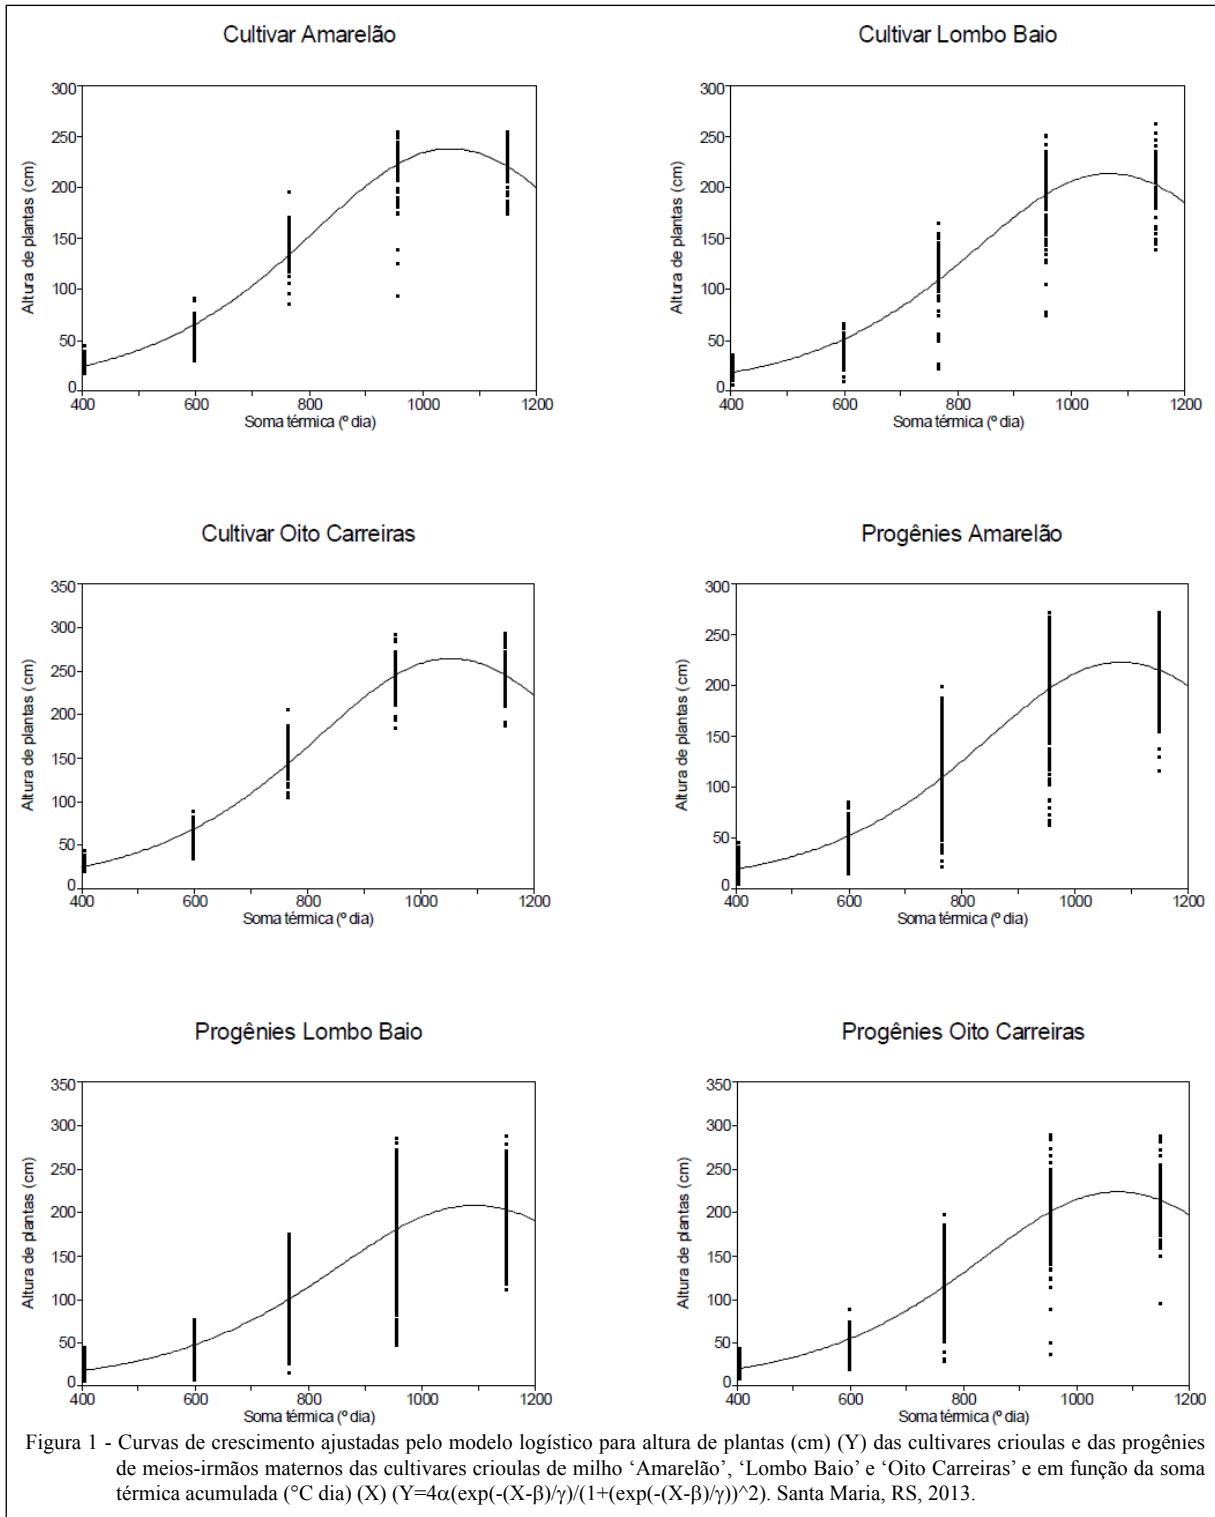 Cultivar Amarelão
Altura de plantas (cm)
300
250
200
150
100
50
0
400 600 800 1000 1200
Soma térmica (º dia)
Cultivar Lombo Baio
Altura de plantas (cm)
300
250
200
150
100
50
0
400 600 800 1000 1200
Soma térmica (º dia)
Cultivar Oito Carreiras
Altura de plantas (cm)
350
300
250
200
150
100
50
0
400 600 800 1000 1200
Soma térmica (º dia)
Progênies Amarelão
Altura de plantas (cm)
300
250
200
150
100
50
0
400 600 800 1000 1200
Soma térmica (º dia)
Progênies Lombo Baio
Altura de plantas (cm)
350
300
250
200
150
100
50
0
400 600 800 1000 1200
Soma térmica (º dia)
Progênies Oito Carreiras
Altura de plantas (cm)
350
300
250
200
150
100
50
0
400 600 800 1000 1200
Soma térmica (º dia)
Figura 1 - Curvas de crescimento ajustadas pelo modelo logístico para altura de plantas (cm) (Y) das cultivares crioulas e das progênies
de meios-irmãos maternos das cultivares crioulas de milho ‘Amarelão’, ‘Lombo Baio’ e ‘Oito Carreiras’ e em função da soma
térmica acumulada (°C dia) (X) (Y=4α(exp(-(X-β)/γ)/(1+(exp(-(X-β)/γ))^2). Santa Maria, RS, 2013.